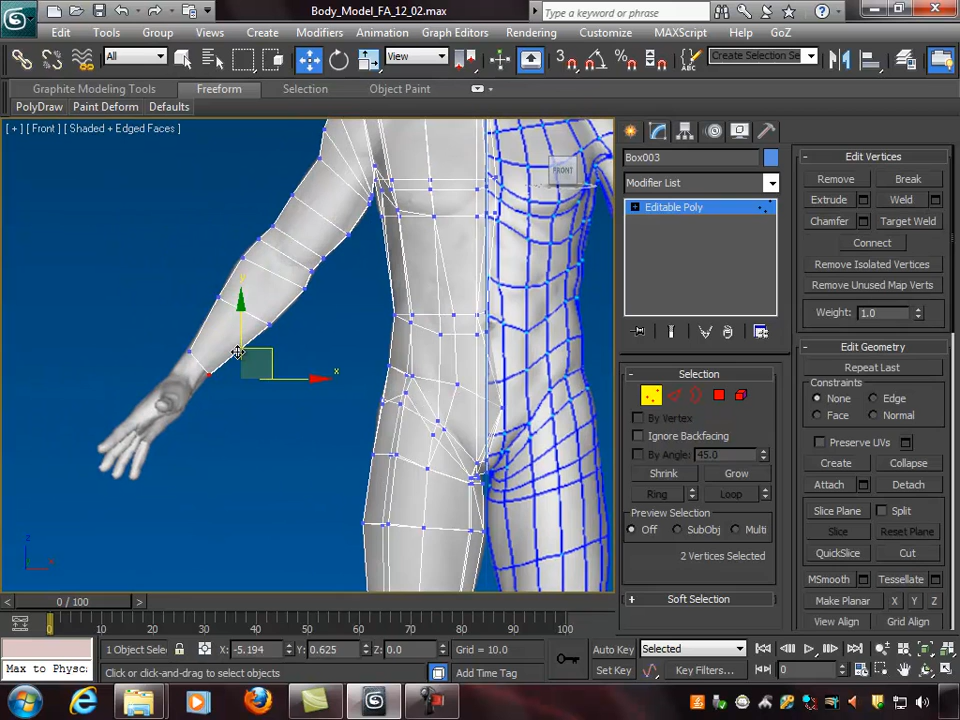 Body_Model_FA_12_02.max
Type a keyword or phrase
Edit Tools Group Views Create Modifiers Animation Graph Editors Rendering Customize MAXScript Help GoZ
All View Create Selection Se
Graphite Modeling Tools Freeform Selection Object Paint
PolyDraw Paint Deform Defaults
[ + ] [ Front ] [ Shaded + Edged Faces ]
FRONT
x
z
x
Box003
Modifier List
Editable Poly
Selection
By Vertex
Ignore Backfacing
By Angle: 45.0
Shrink Grow
Ring Loop
Preview Selection
Off SubObj Multi
2 Vertices Selected
Soft Selection
Edit Vertices
Remove Break
Extrude Weld
Chamfer Target Weld
Connect
Remove Isolated Vertices
Remove Unused Map Verts
Weight: 1.0
Edit Geometry
Repeat Last
Constraints
None Edge
Face Normal
Preserve UVs
Create Collapse
Attach Detach
Slice Plane Split
Slice Reset Plane
QuickSlice Cut
MSmooth Tessellate
Make Planar X Y Z
View Align Grid Align
0 / 100
10 20 30 40 50 60 70 80 90 100
1 Object Selec X: -5.194 Y: 0.625 Z: 0.0 Grid = 10.0 Auto Key Selected
Max to Physc Click or click-and-drag to select objects Add Time Tag Set Key Key Filters... 0